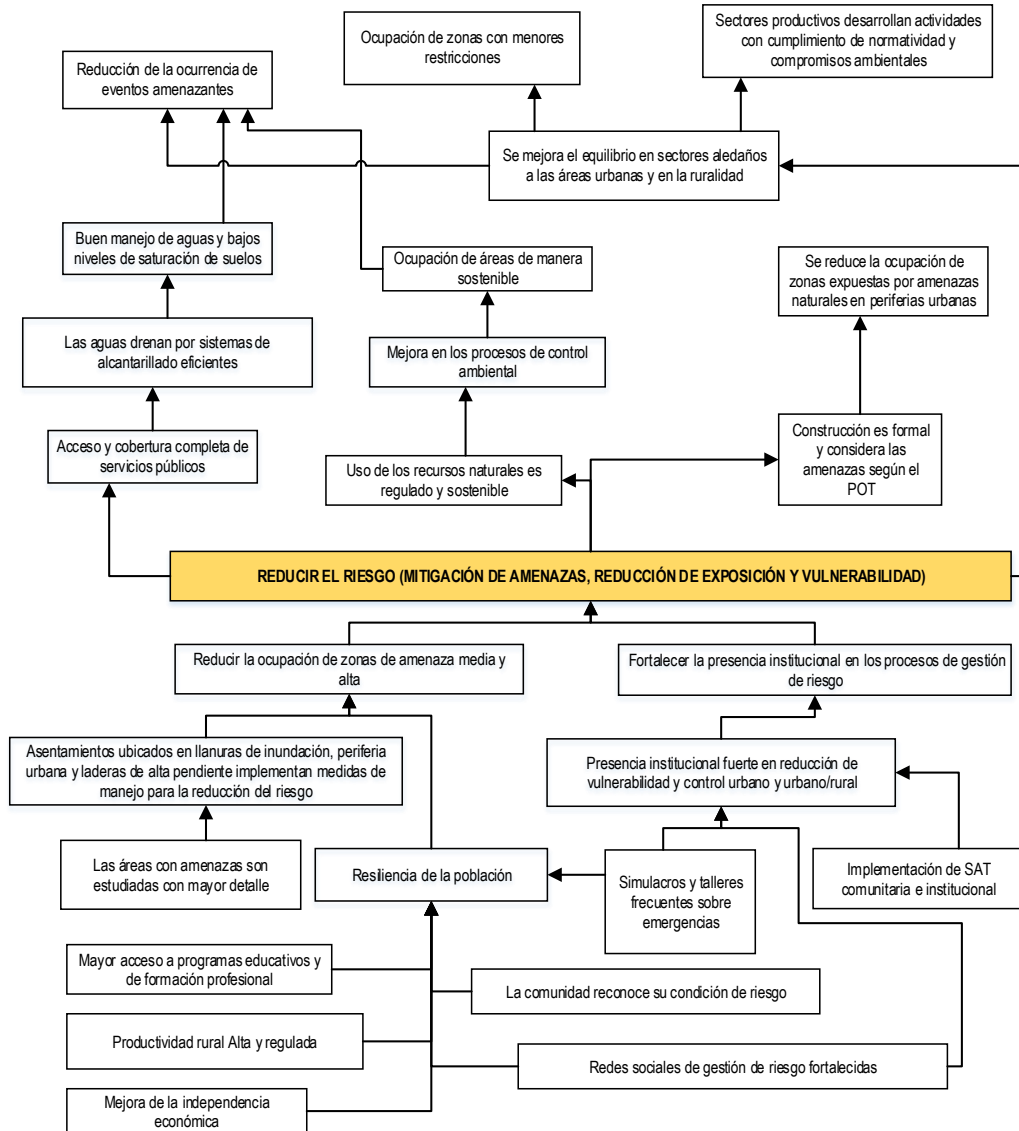 Ocupación de zonas con menores
restricciones
Sectores productivos desarrollan actividades
con cumplimiento de normatividad y
compromisos ambientales
Reducción de la ocurrencia de
eventos amenazantes
Se mejora el equilibrio en sectores aledaños
a las áreas urbanas y en la ruralidad
Buen manejo de aguas y bajos
niveles de saturación de suelos
Ocupación de áreas de manera
sostenible
Se reduce la ocupación de
zonas expuestas por amenazas
naturales en periferias urbanas
Las aguas drenan por sistemas de
alcantarillado eficientes
Mejora en los procesos de control
ambiental
Acceso y cobertura completa de
servicios públicos
Uso de los recursos naturales es
regulado y sostenible
Construcción es formal
y considera las
amenazas según el
POT
REDUCIR EL RIESGO (MITIGACIÓN DE AMENAZAS, REDUCCIÓN DE EXPOSICIÓN Y VULNERABILIDAD)
Reducir la ocupación de zonas de amenaza media y
alta
Fortalecer la presencia institucional en los procesos de gestión
de riesgo
Asentamientos ubicados en llanuras de inundación, periferia
urbana y laderas de alta pendiente implementan medidas de
manejo para la reducción del riesgo
Presencia institucional fuerte en reducción de
vulnerabilidad y control urbano y urbano/rural
Las áreas con amenazas son
estudiadas con mayor detalle
Resiliencia de la población
Simulacros y talleres
frecuentes sobre
emergencias
Implementación de SAT
comunitaria e institucional
Mayor acceso a programas educativos y
de formación profesional
La comunidad reconoce su condición de riesgo
Productividad rural Alta y regulada
Redes sociales de gestión de riesgo fortalecidas
Mejora de la independencia
económica